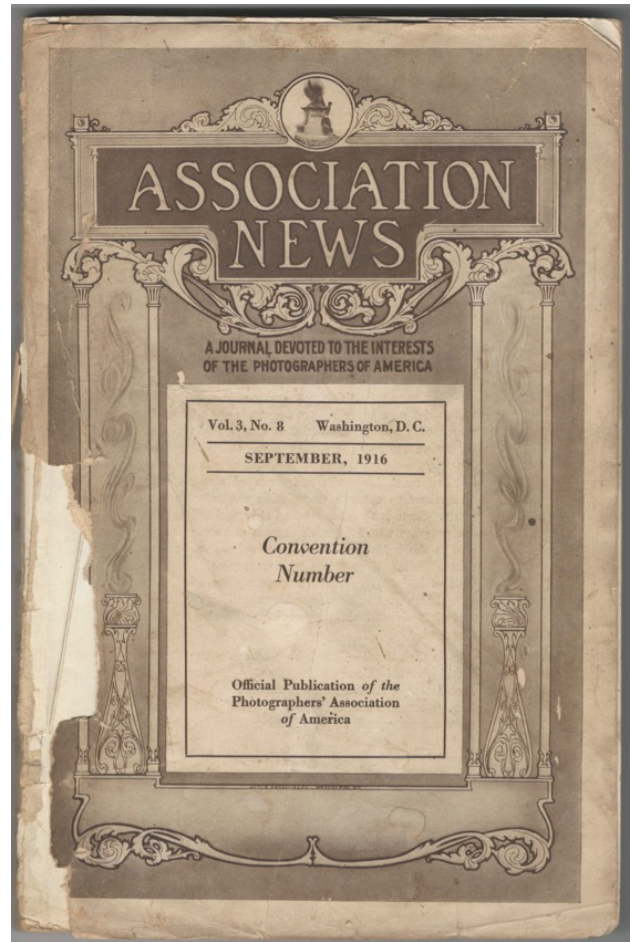 ASSOCIATION
NEWS
A JOURNAL DEVOTED TO THE INTERESTS
OF THE PHOTOGRAPHERS OF AMERICA
Vol. 3, No. 8 Washington, D. C.
SEPTEMBER, 1916
Convention
Number
Official Publication of the
Photographers' Association
of America